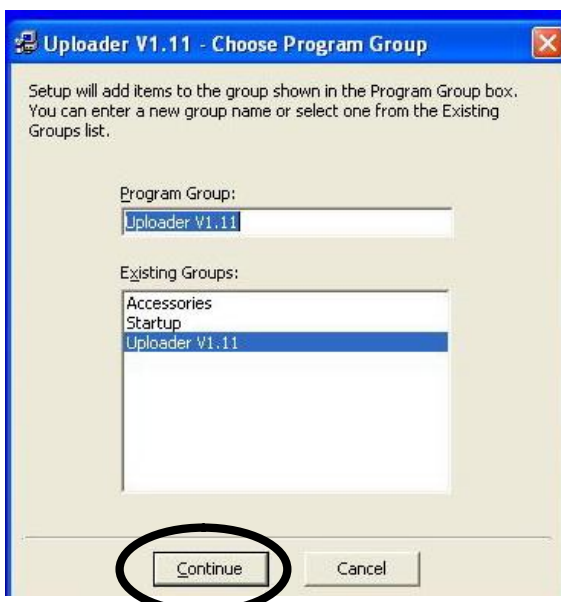 Uploader V1.11 - Choose Program Group
Setup will add items to the group shown in the Program Group box.
You can enter a new group name or select one from the Existing
Groups list.
Program Group:
Uploader V1.11
Existing Groups:
Accessories
Startup
Uploader V1.11
Continue
Cancel